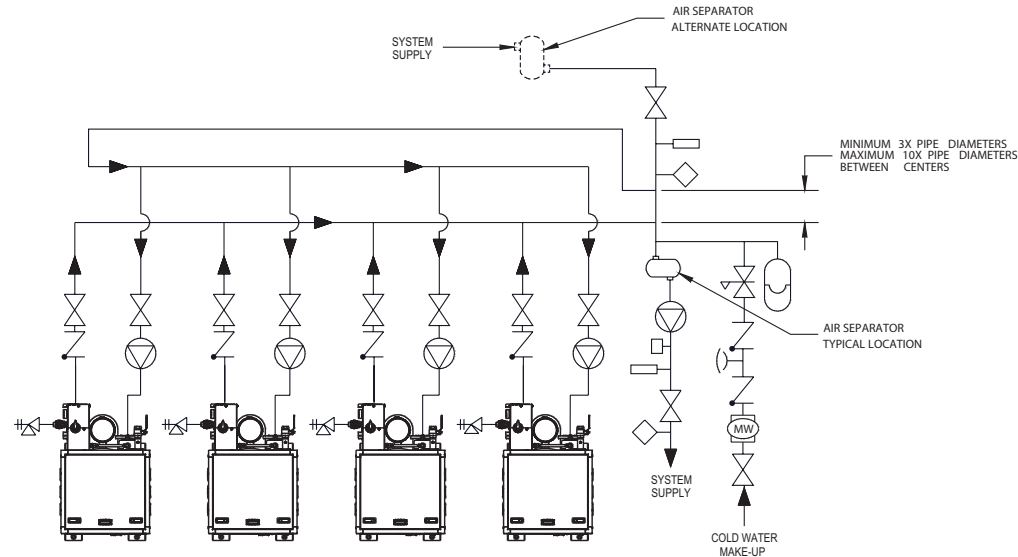 AIR SEPARATOR
ALTERNATE LOCATION
SYSTEM
SUPPLY
MINIMUM 3X PIPE DIAMETERS
MAXIMUM 10X PIPE DIAMETERS
BETWEEN CENTERS
AIR SEPARATOR
TYPICAL LOCATION
MW
SYSTEM
SUPPLY
COLD WATER
MAKE-UP